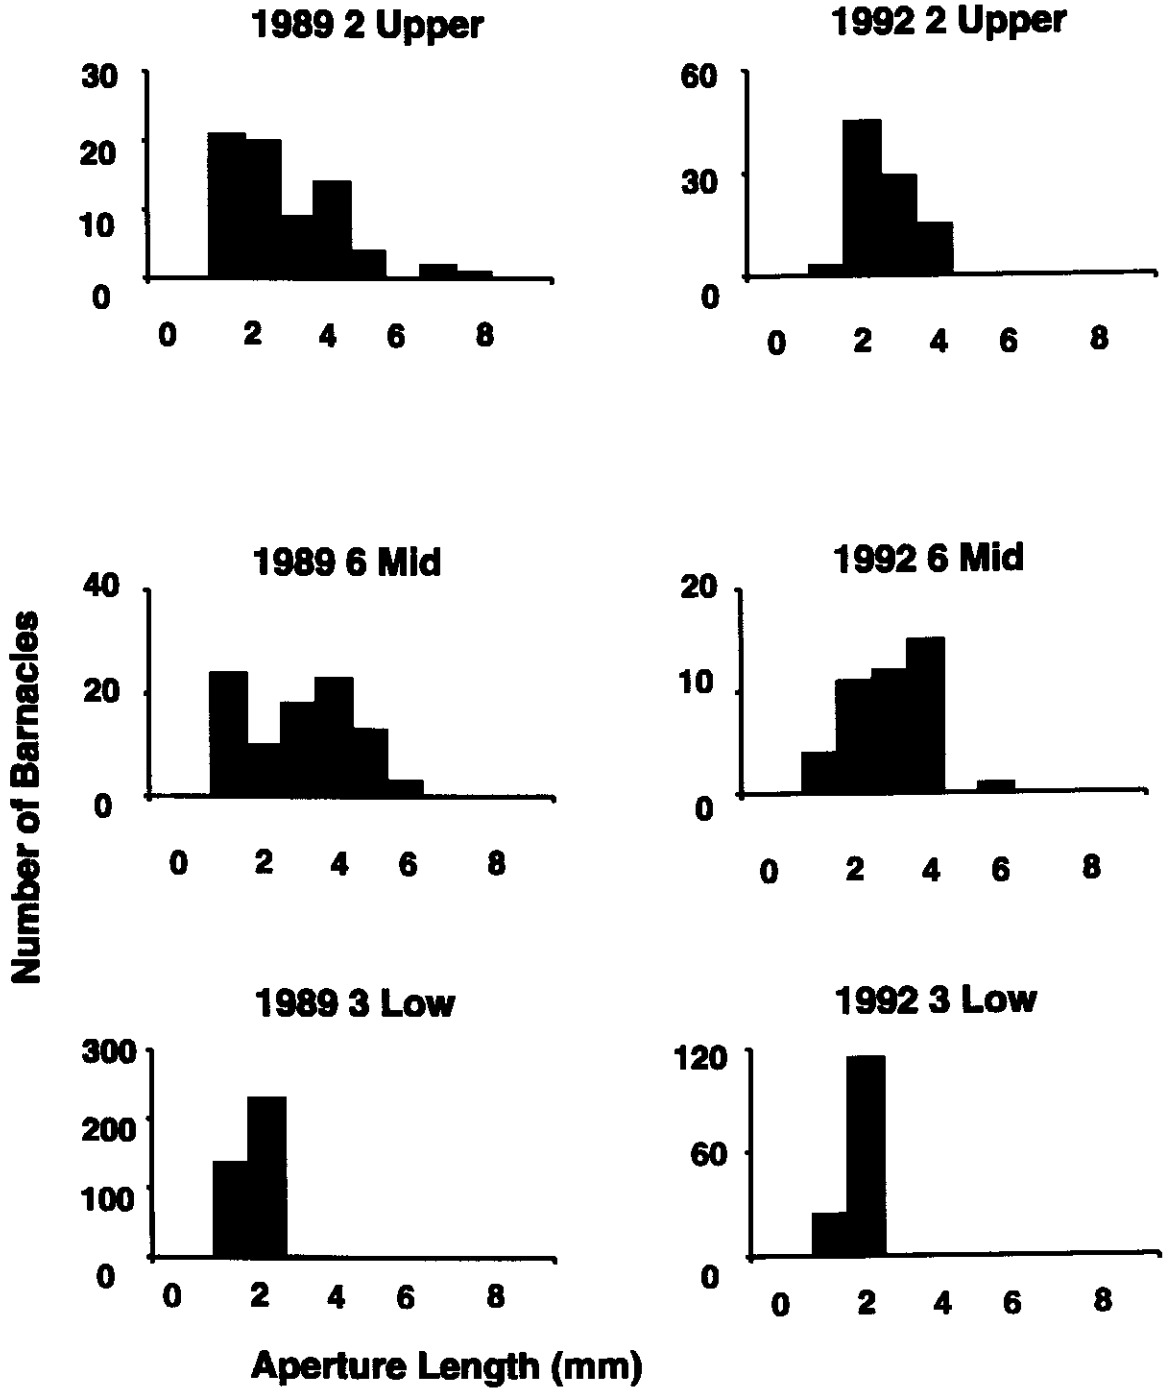 1989 2 Upper
30
20
10
0
0 2 4 6 8
1992 2 Upper
60
30
0
0 2 4 6 8
Number of Barnacles
1989 6 Mid
40
20
0
0 2 4 6 8
1992 6 Mid
20
10
0
0 2 4 6 8
1989 3 Low
300
200
100
0
0 2 4 6 8
1992 3 Low
120
60
0
0 2 4 6 8
Aperture Length (mm)